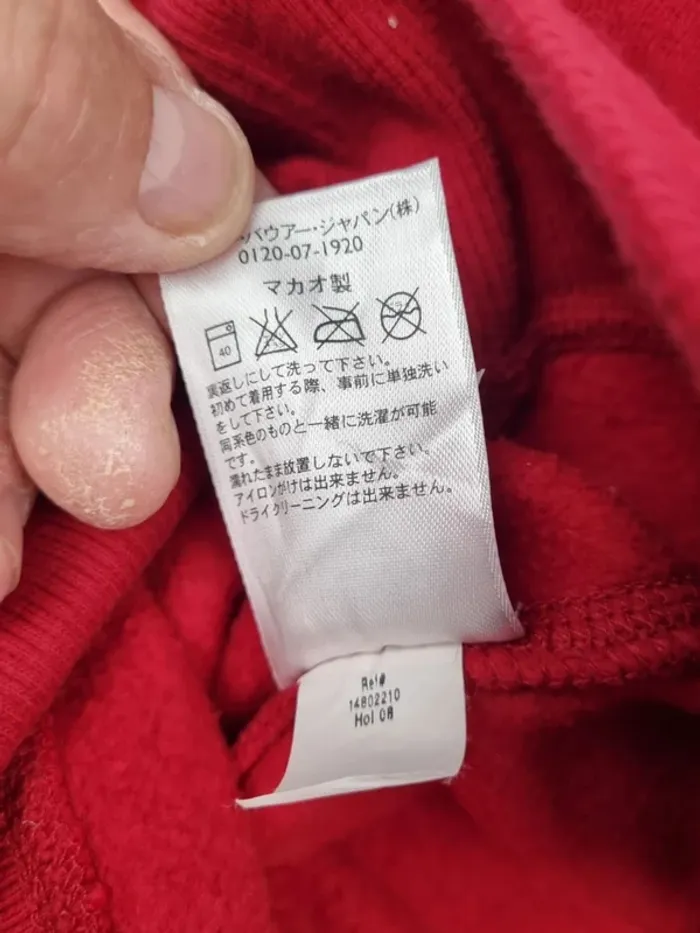 バウアー・ジャパン(株)
0120-07-1920
マカオ製
40
裏返しにして洗って下さい。
初めて着用する際、事前に単独洗い
をして下さい。
同系色のものと一緒に洗濯が可能
です。
濡れたまま放置しないで下さい。
アイロンがけは出来ません。
ドライクリーニングは出来ません。
Rel#
14802210
Hol 08